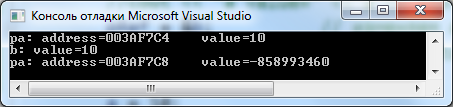 Консоль отладки Microsoft Visual Studio
pa: address=003AF7C4 value=10
b: value=10
pa: address=003AF7C8 value=-858993460